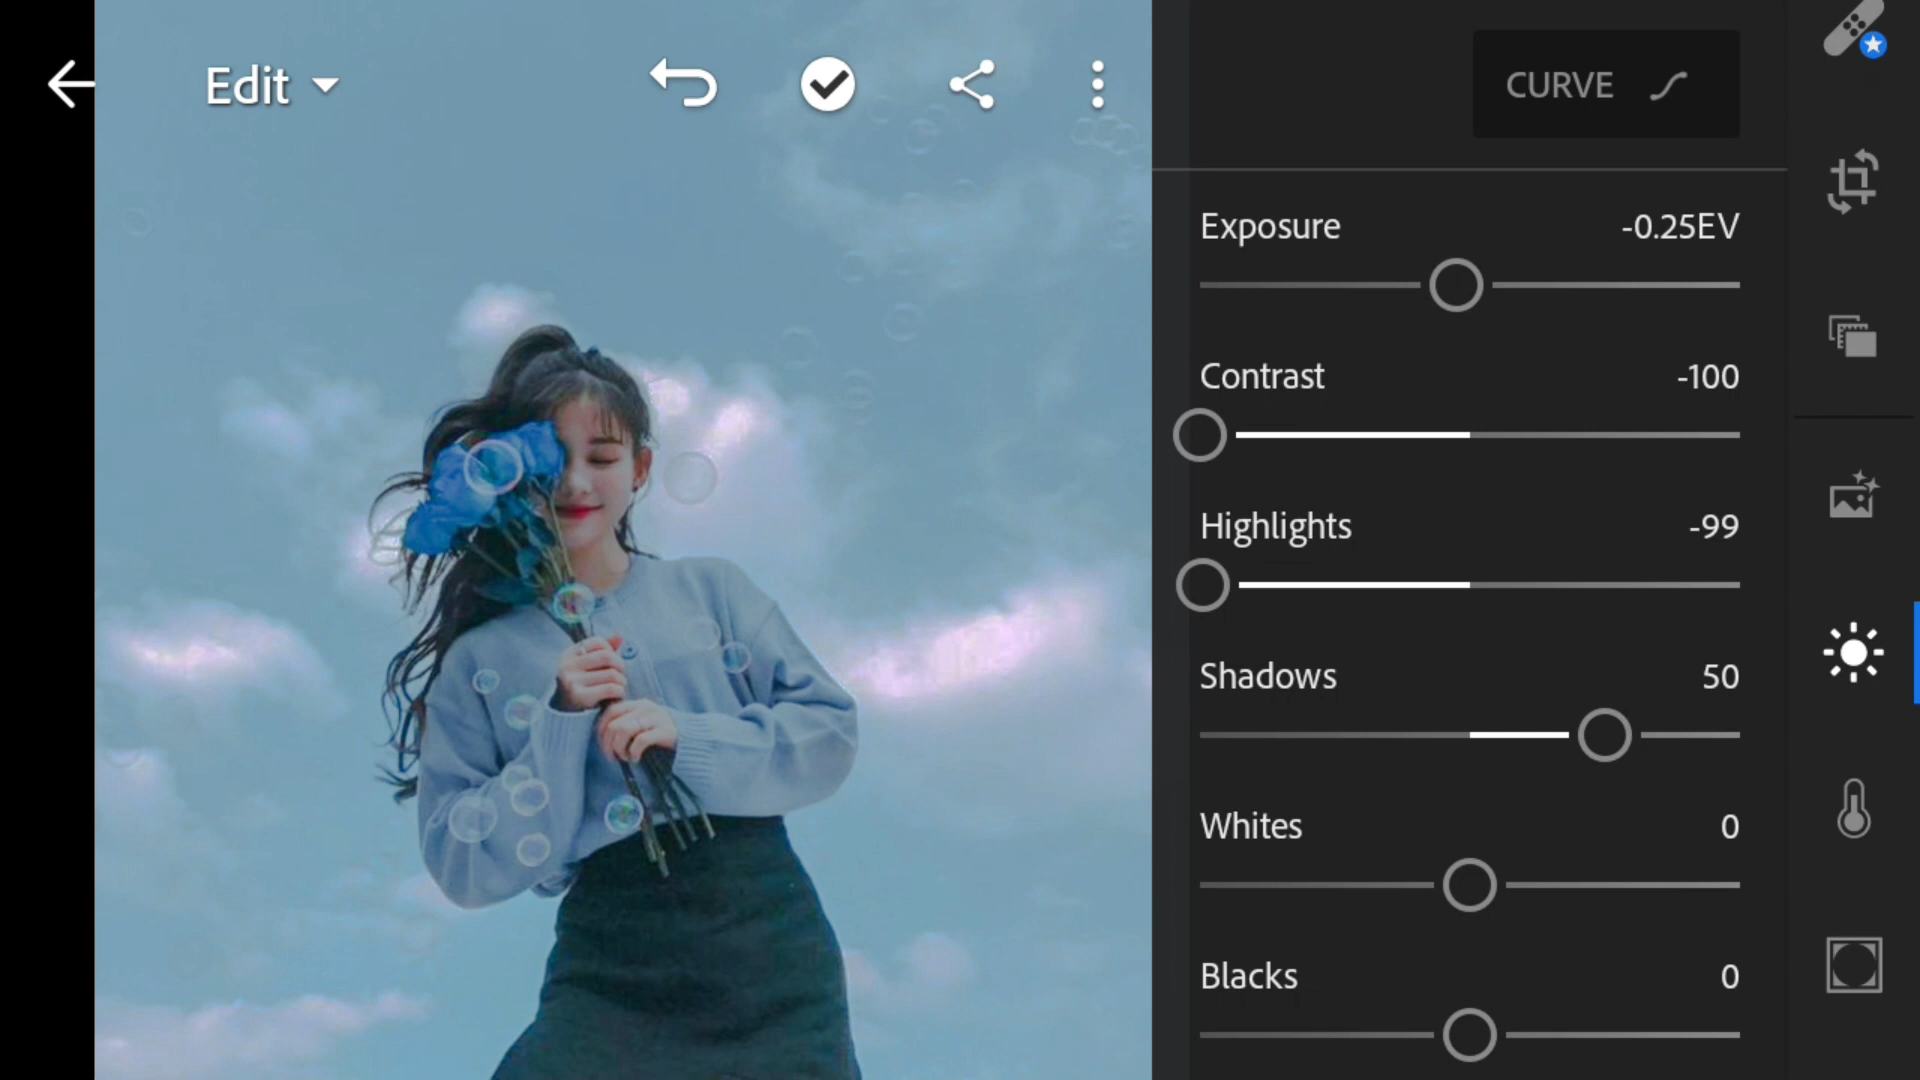 Edit
CURVE
Exposure -0.25EV
Contrast -100
Highlights -99
Shadows 50
Whites 0
Blacks 0